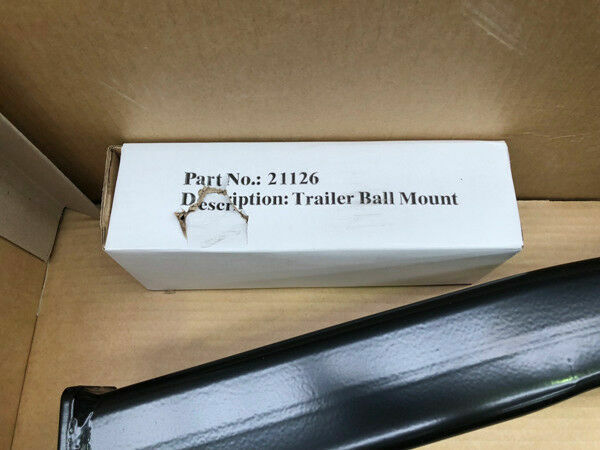 Part No.: 21126
Description: Trailer Ball Mount